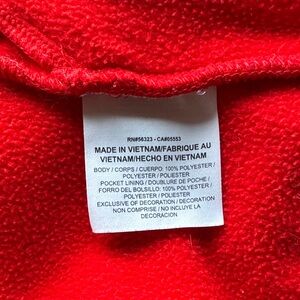 RN#56323 - CA#05553
MADE IN VIETNAM/FABRIQUE AU
VIETNAM/HECHO EN VIETNAM
BODY / CORPS / CUERPO: 100% POLYESTER /
POLYESTER / POLIESTER
POCKET LINING / DOUBLURE DE POCHE /
FORRO DEL BOLSILLO: 100% POLYESTER /
POLYESTER / POLIESTER
EXCLUSIVE OF DECORATION / DECORATION
NON COMPRISE / NO INCLUYE LA
DECORACION